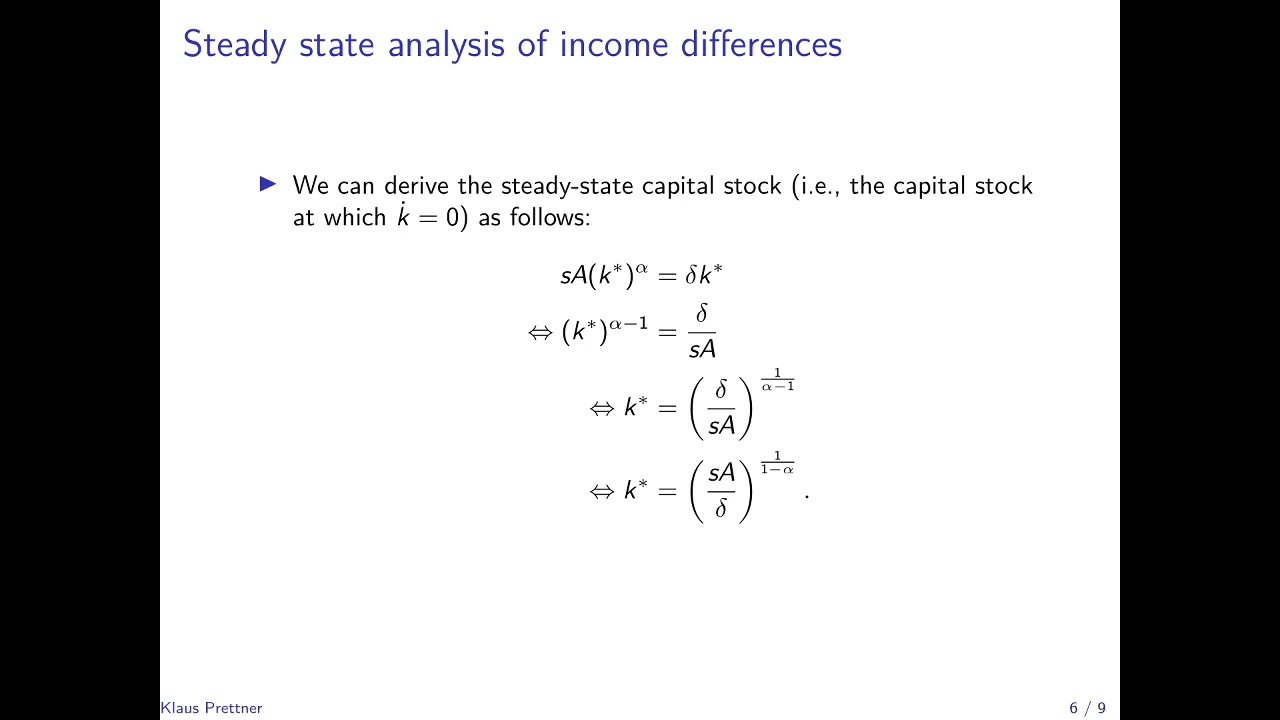 Steady state analysis of income differences
▶ We can derive the steady-state capital stock (i.e., the capital stock
at which k̇ = 0) as follows:
sA(k*)^α = δk*
⇔ (k*)^(α−1) = δ/(sA)
⇔ k* = (δ/(sA))^(1/(α−1))
⇔ k* = (sA/δ)^(1/(1−α)).
Klaus Prettner
6 / 9